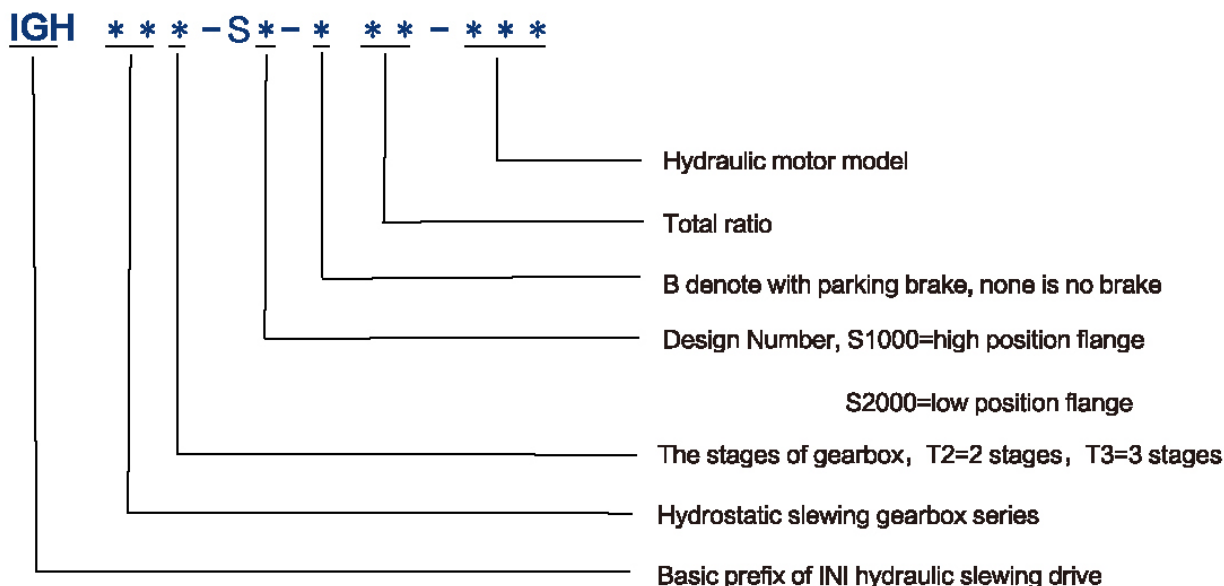 IGH ** * - S * - * ** - ***
Hydraulic motor model
Total ratio
B denote with parking brake, none is no brake
Design Number, S1000=high position flange
S2000=low position flange
The stages of gearbox, T2=2 stages, T3=3 stages
Hydrostatic slewing gearbox series
Basic prefix of INI hydraulic slewing drive